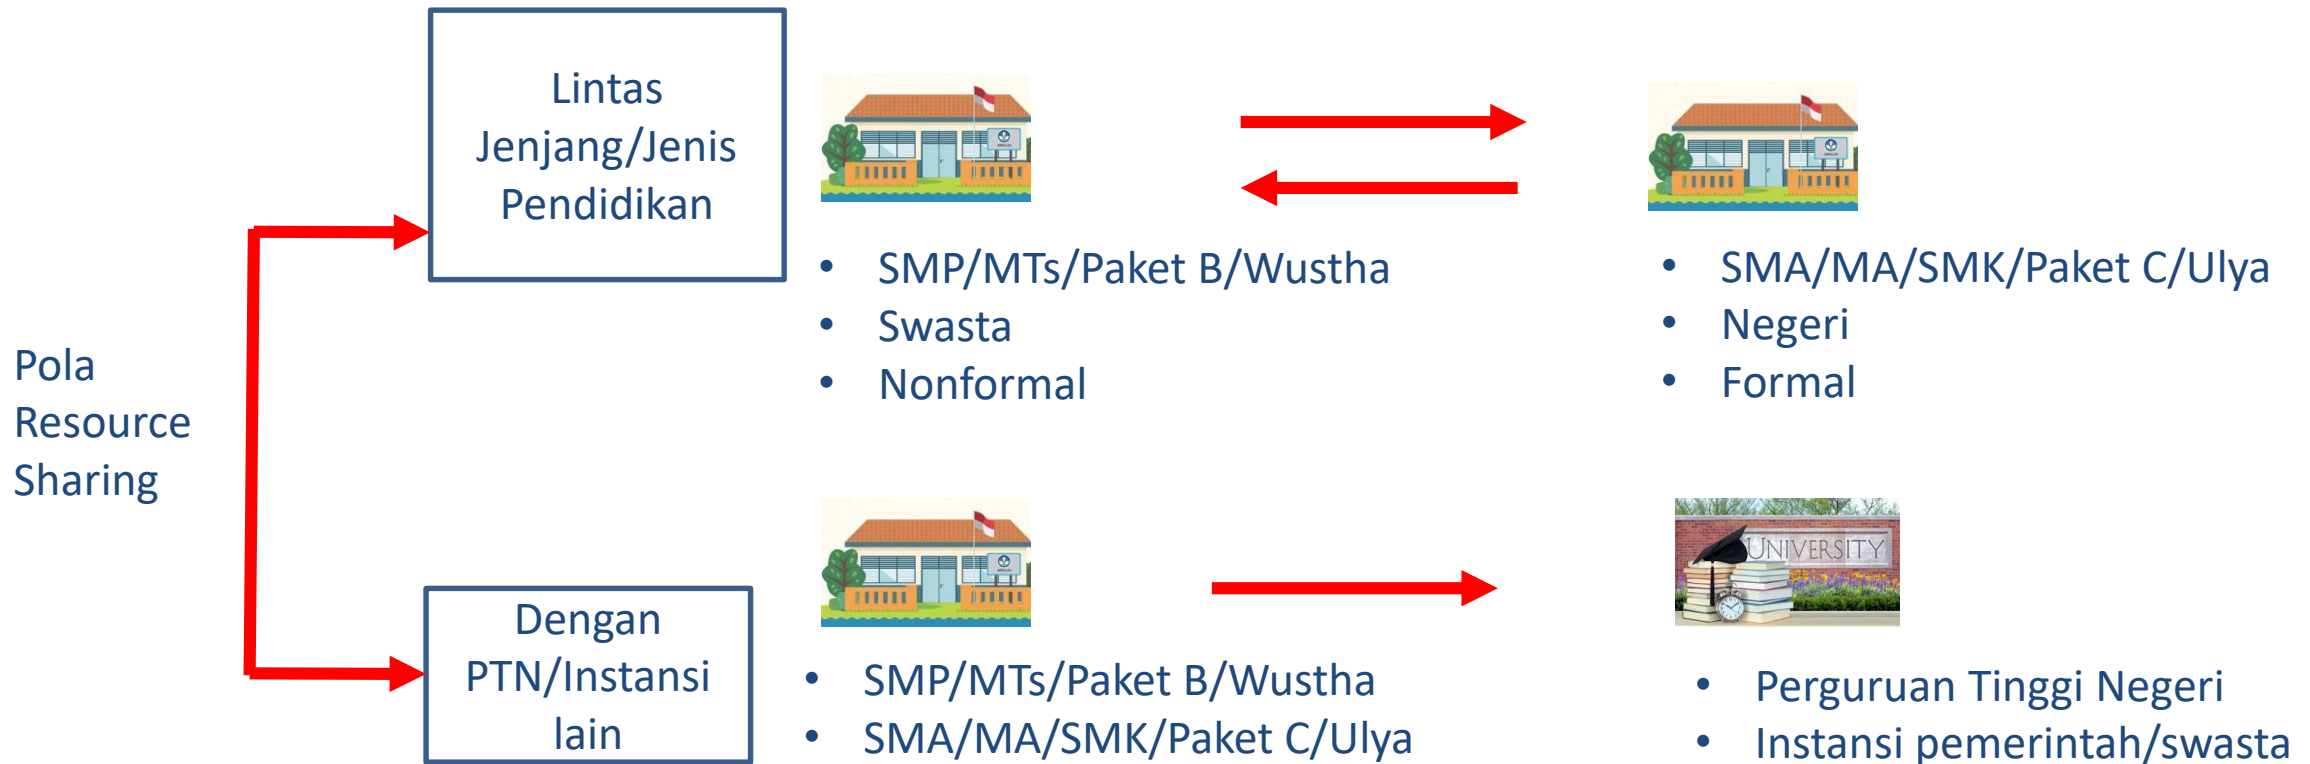 Pola
Resource
Sharing
Lintas
Jenjang/Jenis
Pendidikan
• SMP/MTs/Paket B/Wustha
• Swasta
• Nonformal
• SMA/MA/SMK/Paket C/Ulya
• Negeri
• Formal
Dengan
PTN/Instansi
lain
• SMP/MTs/Paket B/Wustha
• SMA/MA/SMK/Paket C/Ulya
UNIVERSITY
• Perguruan Tinggi Negeri
• Instansi pemerintah/swasta